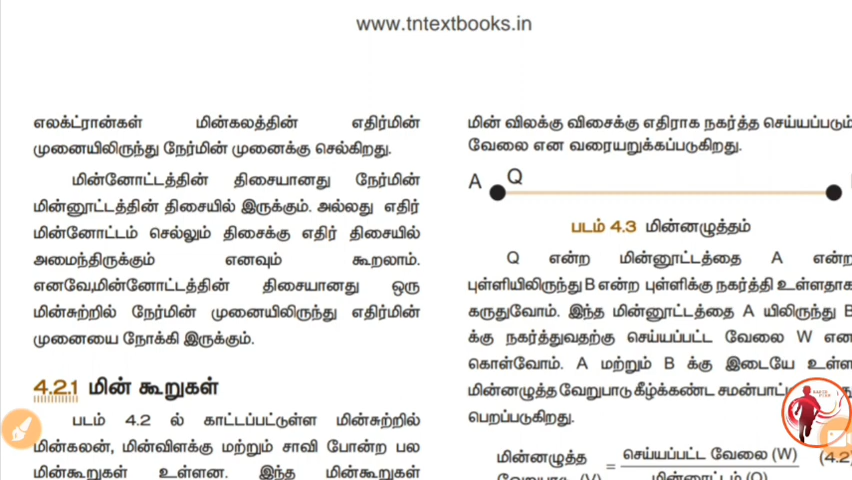 www.tntextbooks.in
எலக்ட்ரான்கள் மின்கலத்தின் எதிர்மின்
முனையிலிருந்து நேர்மின் முனைக்கு செல்கிறது.
மின்னோட்டத்தின் திசையானது நேர்மின்
மின்னூட்டத்தின் திசையில் இருக்கும். அல்லது எதிர்
மின்னோட்டம் செல்லும் திசைக்கு எதிர் திசையில்
அமைந்திருக்கும் எனவும் கூறலாம்.
எனவே,மின்னோட்டத்தின் திசையானது ஒரு
மின்சுற்றில் நேர்மின் முனையிலிருந்து எதிர்மின்
முனையை நோக்கி இருக்கும்.
4.2.1 மின் கூறுகள்
படம் 4.2 ல் காட்டப்பட்டுள்ள மின்சுற்றில்
மின்கலன், மின்விளக்கு மற்றும் சாவி போன்ற பல
மின்கூறுகள் உள்ளன. இந்த மின்கூறுகள்
மின் விலக்கு விசைக்கு எதிராக நகர்த்த செய்யப்படும்
வேலை என வரையறுக்கப்படுகிறது.
A Q
படம் 4.3 மின்னழுத்தம்
Q என்ற மின்னூட்டத்தை A என்ற
புள்ளியிலிருந்து B என்ற புள்ளிக்கு நகர்த்தி உள்ளதாக
கருதுவோம். இந்த மின்னூட்டத்தை A யிலிருந்து B
க்கு நகர்த்துவதற்கு செய்யப்பட்ட வேலை W என
கொள்வோம். A மற்றும் B க்கு இடையே உள்ள
மின்னழுத்த வேறுபாடு கீழ்க்கண்ட
பெறப்படுகிறது.
மின்னழுத்த = செய்யப்பட்ட வேலை (W) (4.2)